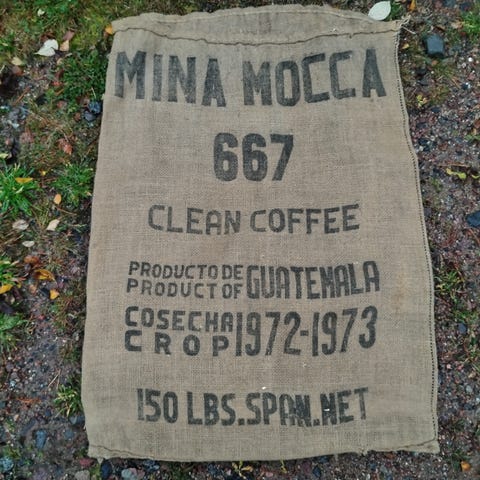 MINA MOCCA
667
CLEAN COFFEE
PRODUCTO DE
PRODUCT OF GUATEMALA
COSECHA
CROP 1972-1973
150 LBS.SPAN.NET